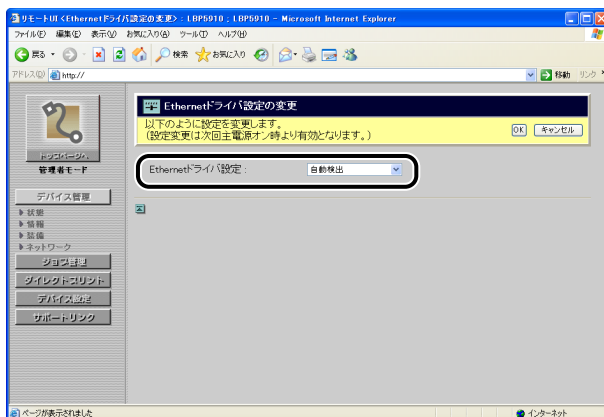 リモートUI <Ethernetドライバ設定の変更> : LBP5910 : LBP5910 - Microsoft Internet Explorer
ファイル(F) 編集(E) 表示(V) お気に入り(A) ツール(T) ヘルプ(H)
戻る 検索 お気に入り
アドレス(D) http:// 移動 リンク »
Ethernetドライバ設定の変更
以下のように設定を変更します。
(設定変更は次回主電源オン時より有効となります。)
OK キャンセル
Ethernetドライバ設定 : 自動検出
トップページへ
管理者モード
デバイス管理
状態
情報
装備
ネットワーク
ジョブ管理
ダイレクトプリント
デバイス設定
サポートリンク
ページが表示されました インターネット